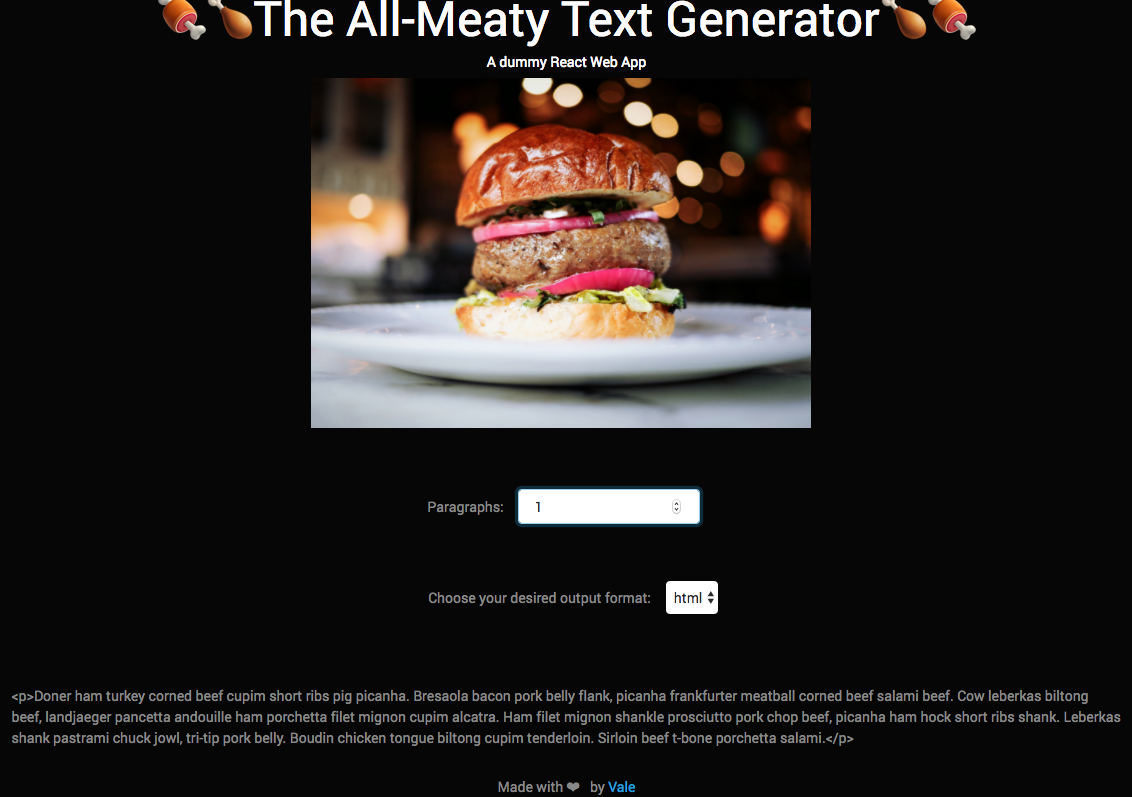 🍖🍗The All-Meaty Text Generator🍗🍖
A dummy React Web App
Paragraphs: 1
Choose your desired output format: html
<p>Doner ham turkey corned beef cupim short ribs pig picanha. Bresaola bacon pork belly flank, picanha frankfurter meatball corned beef salami beef. Cow leberkas biltong
beef, landjaeger pancetta andouille ham porchetta filet mignon cupim alcatra. Ham filet mignon shankle prosciutto pork chop beef, picanha ham hock short ribs shank. Leberkas
shank pastrami chuck jowl, tri-tip pork belly. Boudin chicken tongue biltong cupim tenderloin. Sirloin beef t-bone porchetta salami.</p>
Made with ❤ by Vale